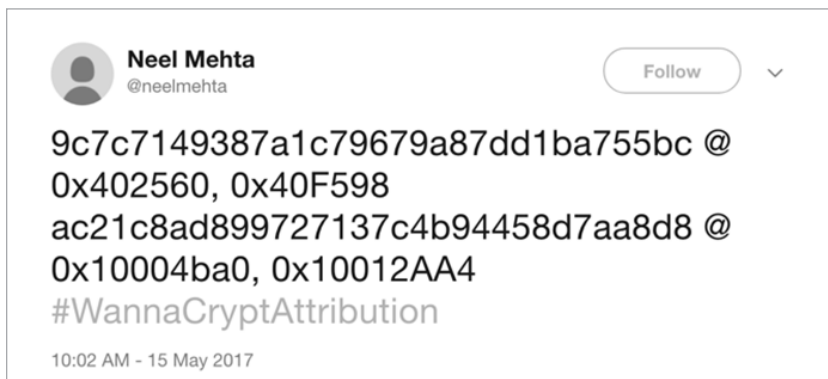 Neel Mehta
@neelmehta
Follow
9c7c7149387a1c79679a87dd1ba755bc @
0x402560, 0x40F598
ac21c8ad899727137c4b94458d7aa8d8 @
0x10004ba0, 0x10012AA4
#WannaCryptAttribution
10:02 AM - 15 May 2017